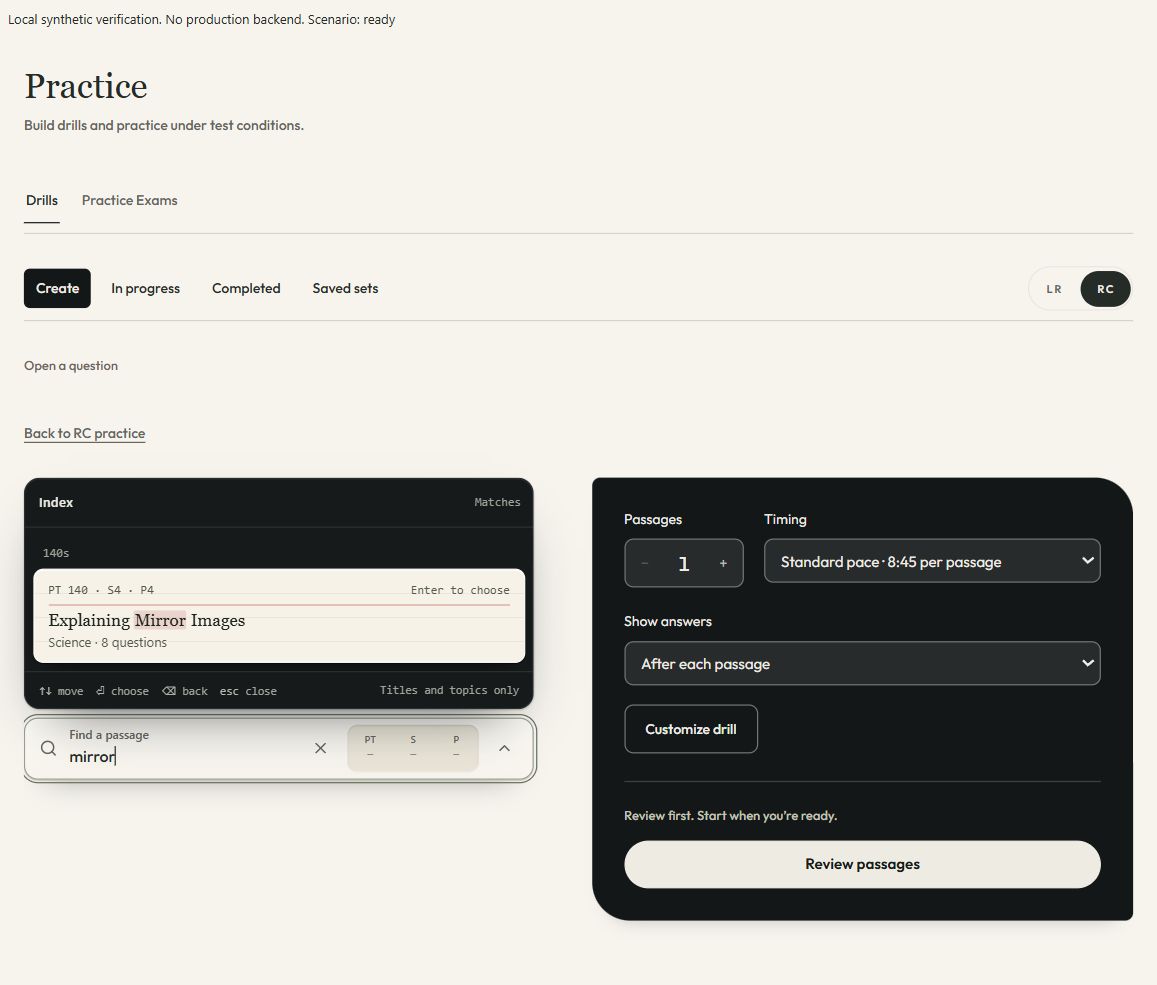 Local synthetic verification. No production backend. Scenario: ready
Practice
Build drills and practice under test conditions.
Drills Practice Exams
Create In progress Completed Saved sets LR RC
Open a question
Back to RC practice
Index Matches
140s
PT 140 · S4 · P4 Enter to choose
Explaining Mirror Images
Science · 8 questions
↑↓ move ⏎ choose ⌫ back esc close Titles and topics only
Find a passage
mirror
PT S P
– – –
Passages Timing
− 1 + Standard pace · 8:45 per passage
Show answers
After each passage
Customize drill
Review first. Start when you’re ready.
Review passages